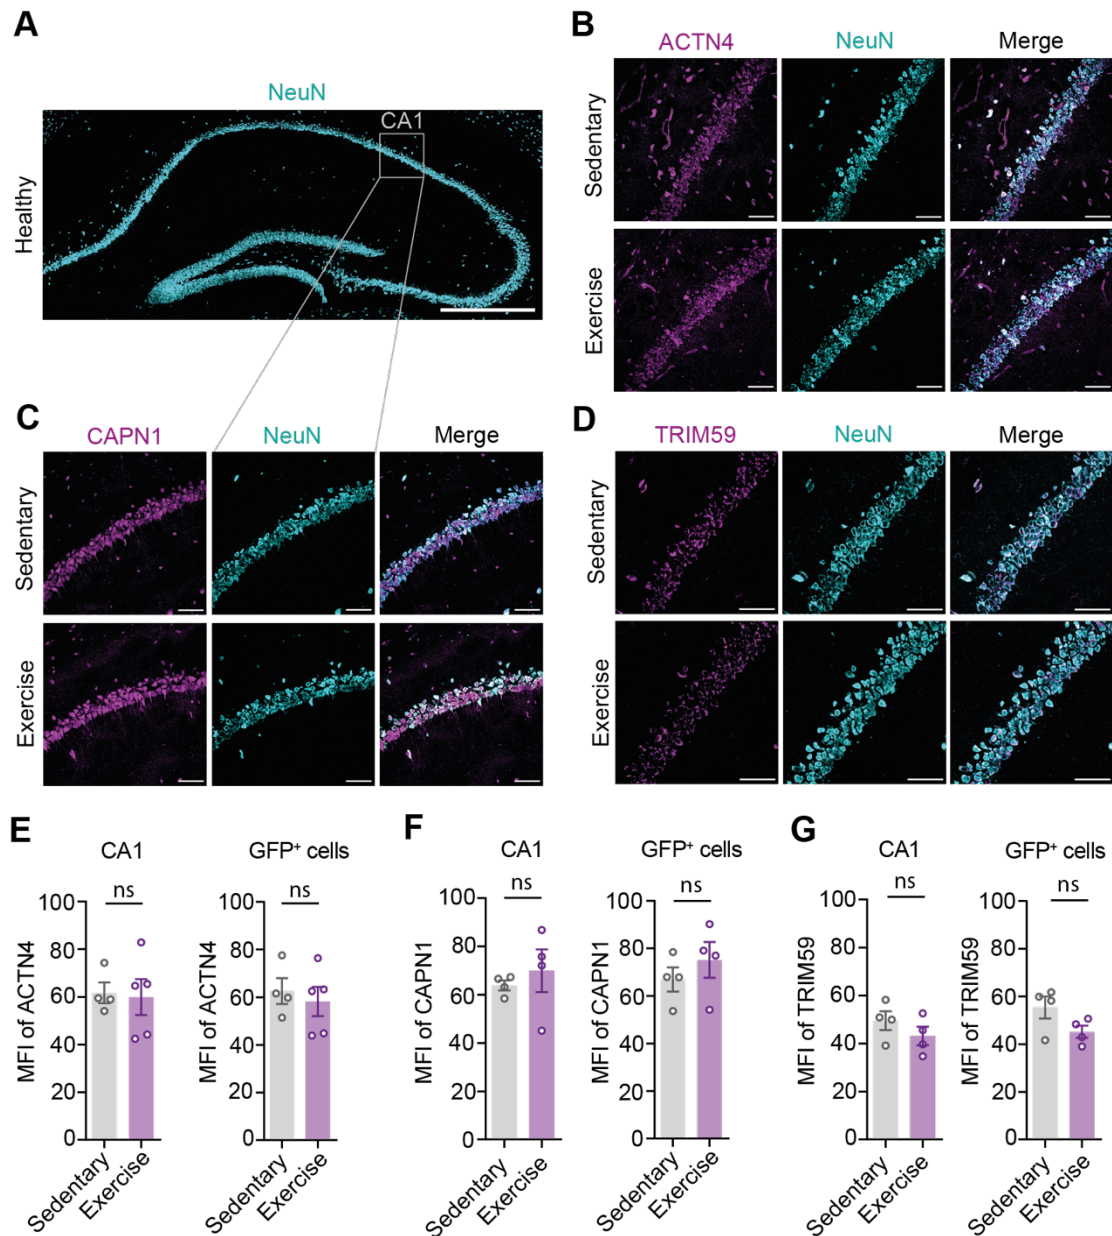 A
NeuN
CA1
Healthy
B
ACTN4 NeuN Merge
Sedentary
Exercise
C
CAPN1 NeuN Merge
Sedentary
Exercise
D
TRIM59 NeuN Merge
Sedentary
Exercise
E
CA1
ns
MFI of ACTN4
100
80
60
40
20
0
Sedentary
Exercise
GFP⁺ cells
ns
MFI of ACTN4
100
80
60
40
20
0
Sedentary
Exercise
F
CA1
ns
MFI of CAPN1
100
80
60
40
20
0
Sedentary
Exercise
GFP⁺ cells
ns
MFI of CAPN1
100
80
60
40
20
0
Sedentary
Exercise
G
CA1
ns
MFI of TRIM59
100
80
60
40
20
0
Sedentary
Exercise
GFP⁺ cells
ns
MFI of TRIM59
100
80
60
40
20
0
Sedentary
Exercise